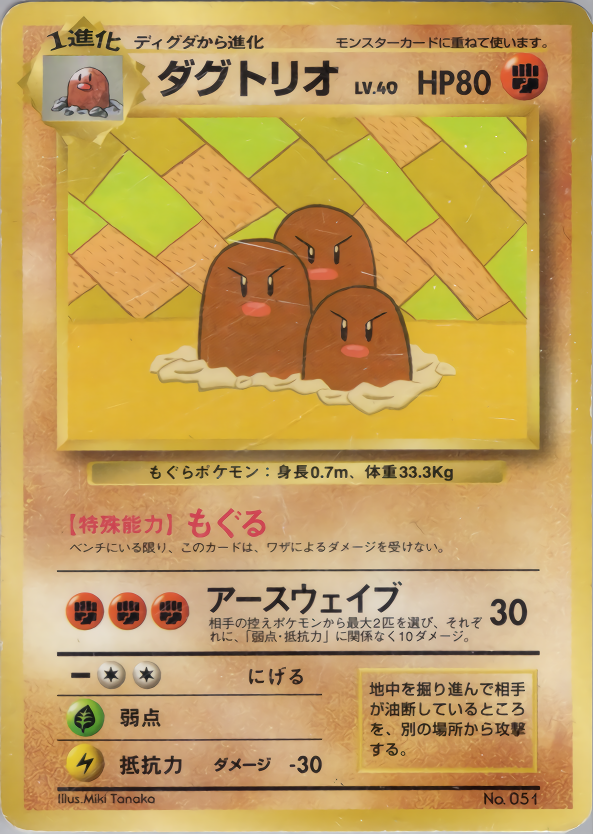 1進化
ディグダから進化
モンスターカードに重ねて使います。
ダグトリオ LV.40 HP80
もぐらポケモン：身長0.7m、体重33.3Kg
【特殊能力】もぐる
ベンチにいる限り、このカードは、ワザによるダメージを受けない。
アースウェイブ 30
相手の控えポケモンから最大2匹を選び、それぞ
れに、「弱点・抵抗力」に関係なく10ダメージ。
ー にげる
弱点
抵抗力 ダメージ -30
地中を掘り進んで相手
が油断しているところ
を、別の場所から攻撃
する。
Illus.Miki Tanaka
No. 051